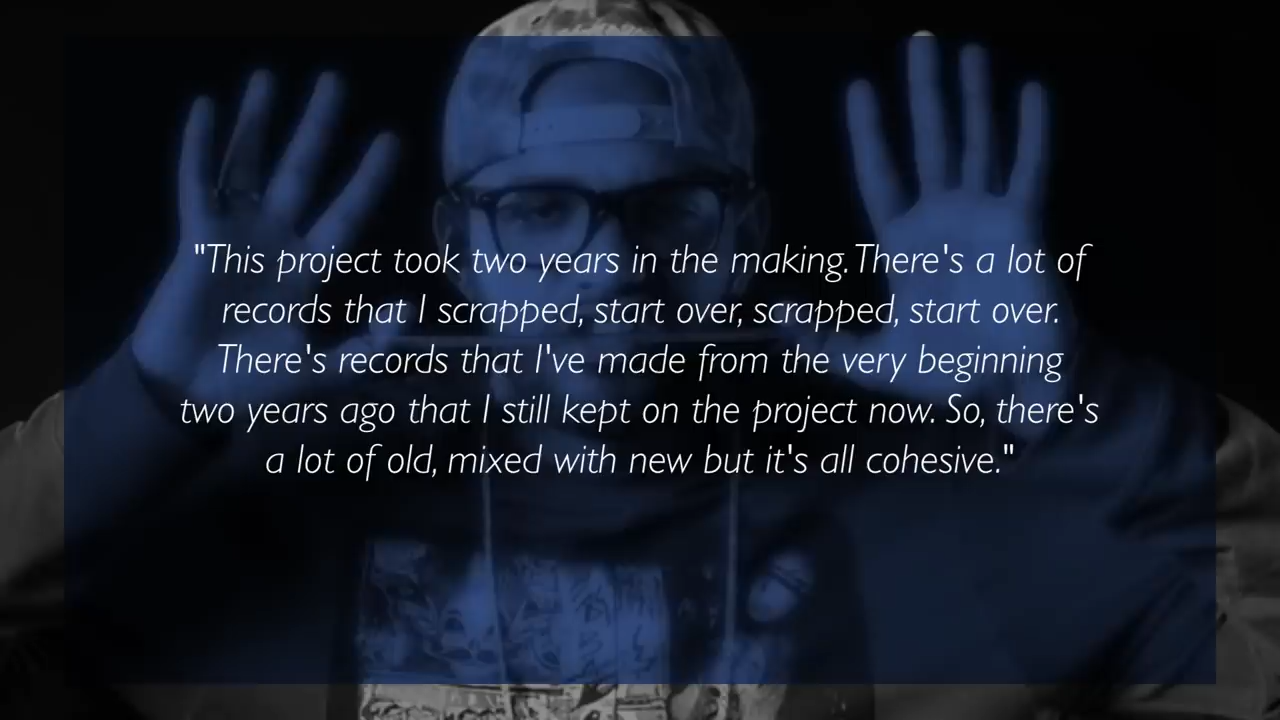 "This project took two years in the making. There's a lot of
records that I scrapped, start over, scrapped, start over.
There's records that I've made from the very beginning
two years ago that I still kept on the project now. So, there's
a lot of old, mixed with new but it's all cohesive."